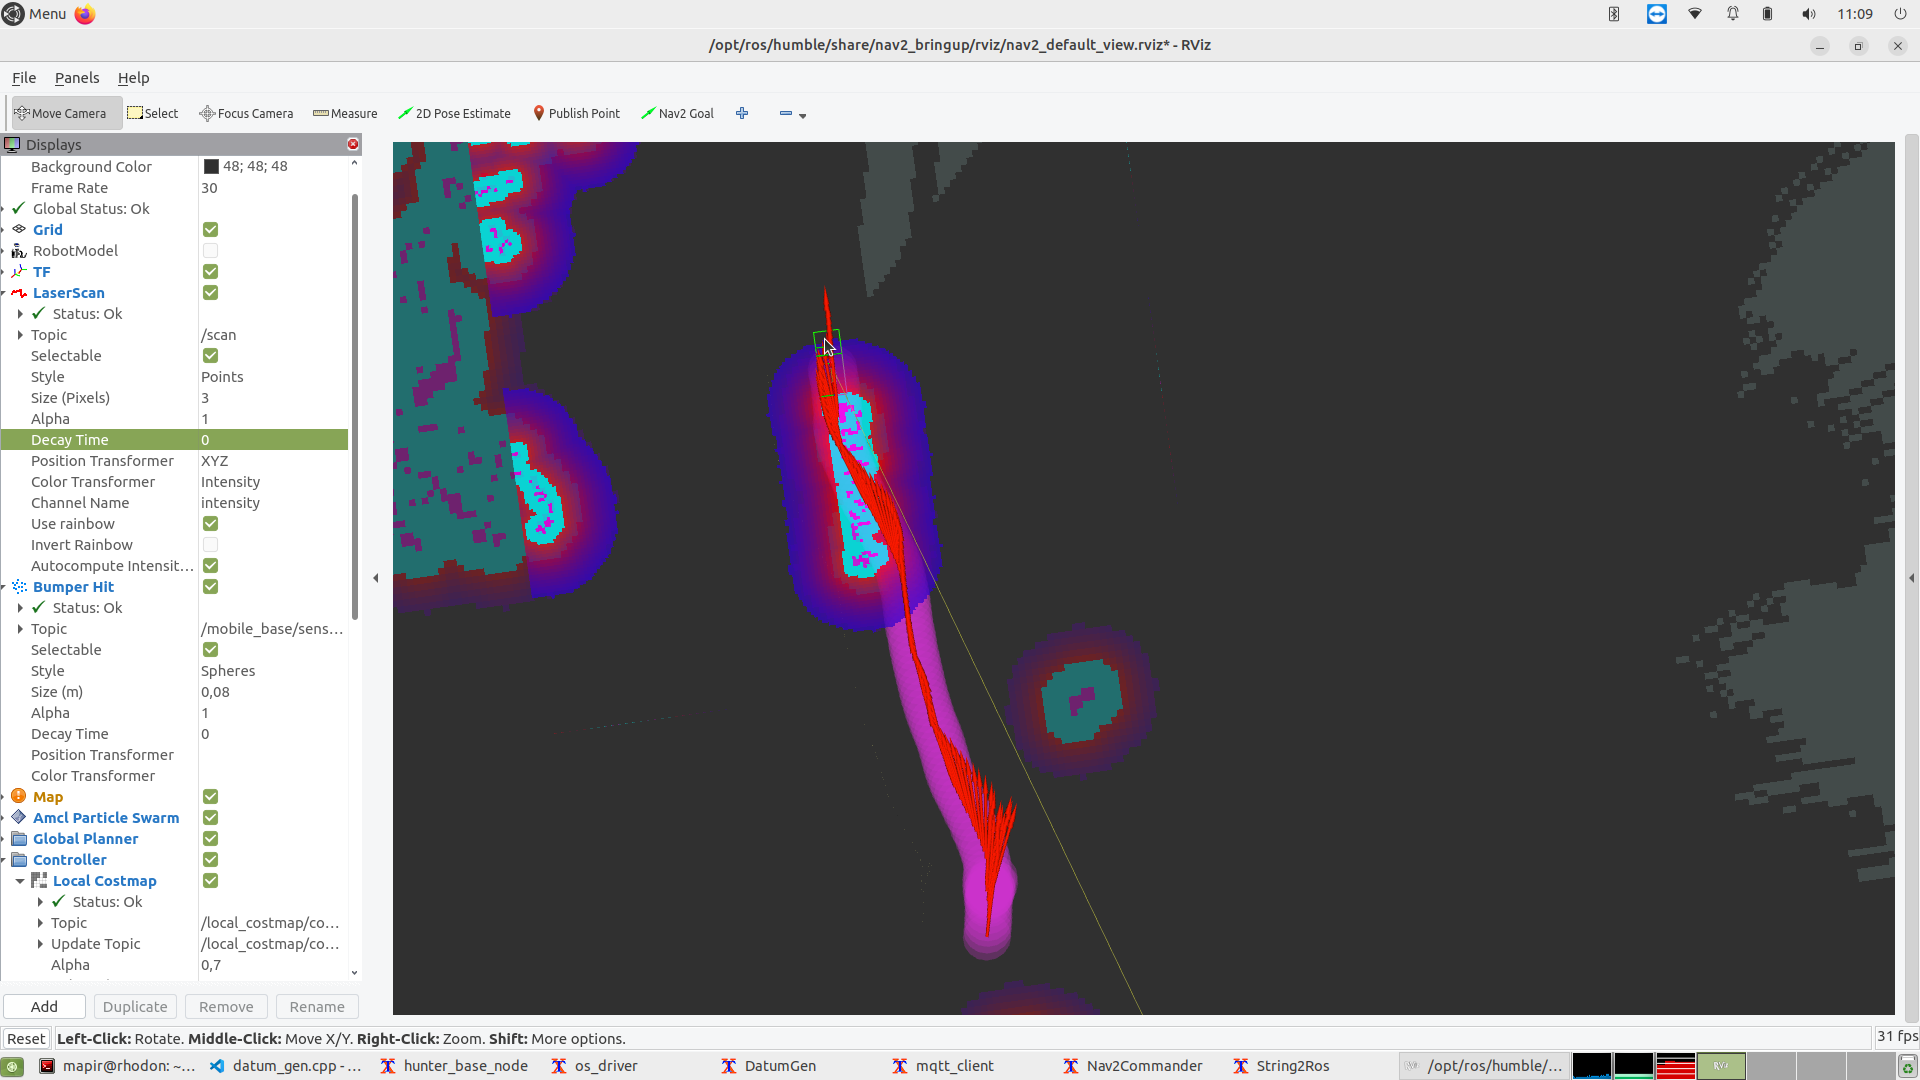 Menu
11:09
/opt/ros/humble/share/nav2_bringup/rviz/nav2_default_view.rviz* - RViz
File Panels Help
Move Camera Select Focus Camera Measure 2D Pose Estimate Publish Point Nav2 Goal
Displays
Background Color 48; 48; 48
Frame Rate 30
Global Status: Ok
Grid
RobotModel
TF
LaserScan
Status: Ok
Topic /scan
Selectable
Style Points
Size (Pixels) 3
Alpha 1
Decay Time 0
Position Transformer XYZ
Color Transformer Intensity
Channel Name intensity
Use rainbow
Invert Rainbow
Autocompute Intensit...
Bumper Hit
Status: Ok
Topic /mobile_base/sens...
Selectable
Style Spheres
Size (m) 0,08
Alpha 1
Decay Time 0
Position Transformer
Color Transformer
Map
Amcl Particle Swarm
Global Planner
Controller
Local Costmap
Status: Ok
Topic /local_costmap/co...
Update Topic /local_costmap/co...
Alpha 0,7
Add Duplicate Remove Rename
Reset Left-Click: Rotate. Middle-Click: Move X/Y. Right-Click: Zoom. Shift: More options. 31 fps
mapir@rhodon: ~... datum_gen.cpp - ... hunter_base_node os_driver DatumGen mqtt_client Nav2Commander String2Ros /opt/ros/humble/...